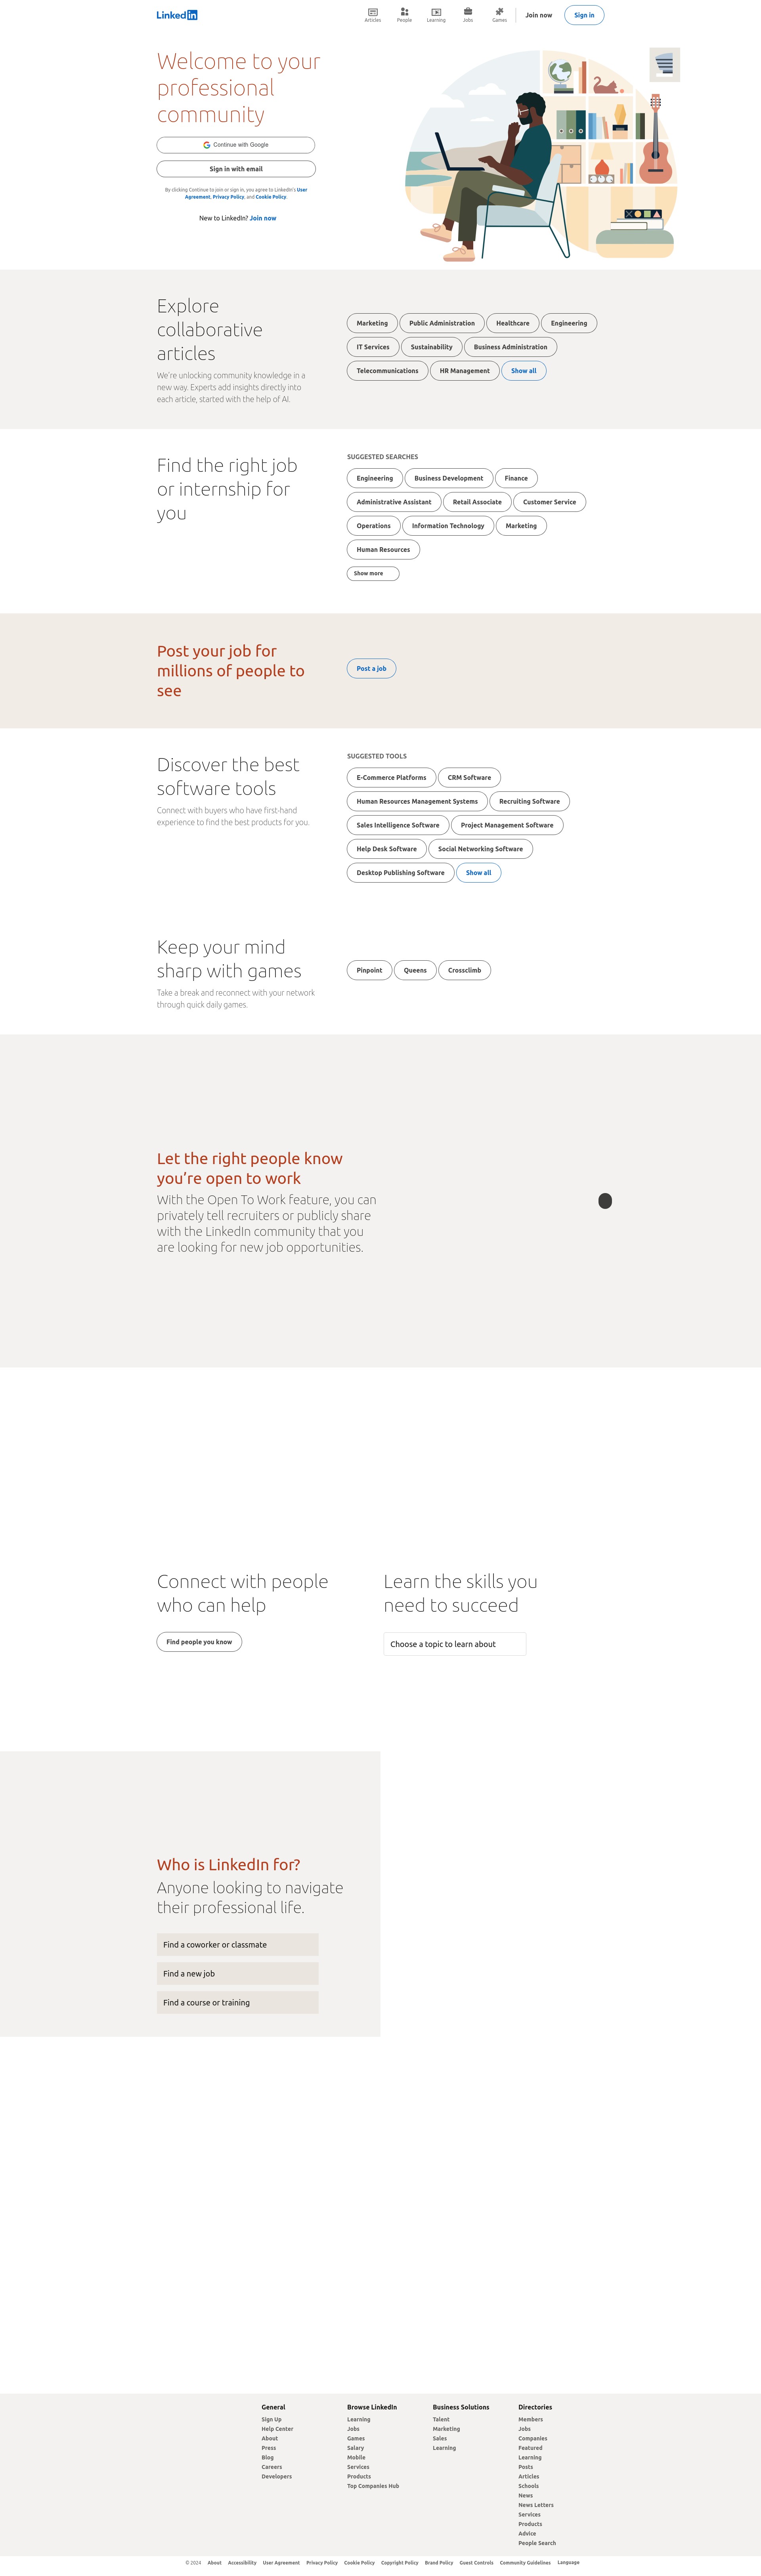 LinkedIn
Articles People Learning Jobs Games Join now Sign in
Welcome to your
professional
community
Continue with Google
Sign in with email
By clicking Continue to join or sign in, you agree to LinkedIn's User
Agreement, Privacy Policy, and Cookie Policy.
New to LinkedIn? Join now
Explore
collaborative
articles
We're unlocking community knowledge in a
new way. Experts add insights directly into
each article, started with the help of AI.
Marketing Public Administration Healthcare Engineering
IT Services Sustainability Business Administration
Telecommunications HR Management Show all
Find the right job
or internship for
you
SUGGESTED SEARCHES
Engineering Business Development Finance
Administrative Assistant Retail Associate Customer Service
Operations Information Technology Marketing
Human Resources
Show more
Post your job for
millions of people to
see
Post a job
Discover the best
software tools
Connect with buyers who have first-hand
experience to find the best products for you.
SUGGESTED TOOLS
E-Commerce Platforms CRM Software
Human Resources Management Systems Recruiting Software
Sales Intelligence Software Project Management Software
Help Desk Software Social Networking Software
Desktop Publishing Software Show all
Keep your mind
sharp with games
Take a break and reconnect with your network
through quick daily games.
Pinpoint Queens Crossclimb
Let the right people know
you're open to work
With the Open To Work feature, you can
privately tell recruiters or publicly share
with the LinkedIn community that you
are looking for new job opportunities.
Connect with people
who can help
Find people you know
Learn the skills you
need to succeed
Choose a topic to learn about
Who is LinkedIn for?
Anyone looking to navigate
their professional life.
Find a coworker or classmate
Find a new job
Find a course or training
General
Sign Up
Help Center
About
Press
Blog
Careers
Developers
Browse LinkedIn
Learning
Jobs
Games
Salary
Mobile
Services
Products
Top Companies Hub
Business Solutions
Talent
Marketing
Sales
Learning
Directories
Members
Jobs
Companies
Featured
Learning
Posts
Articles
Schools
News
News Letters
Services
Products
Advice
People Search
© 2024 About Accessibility User Agreement Privacy Policy Cookie Policy Copyright Policy Brand Policy Guest Controls Community Guidelines Language